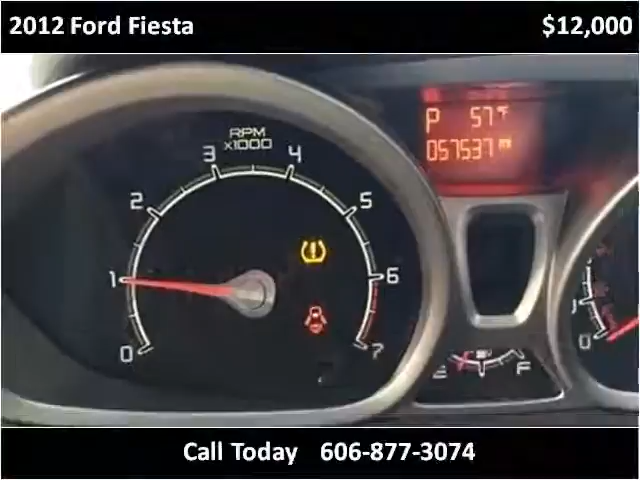 2012 Ford Fiesta $12,000
P 57°F
057537 mi
RPM
x1000
3 4
2 5
1 6
0 7
0
E F
Call Today 606-877-3074